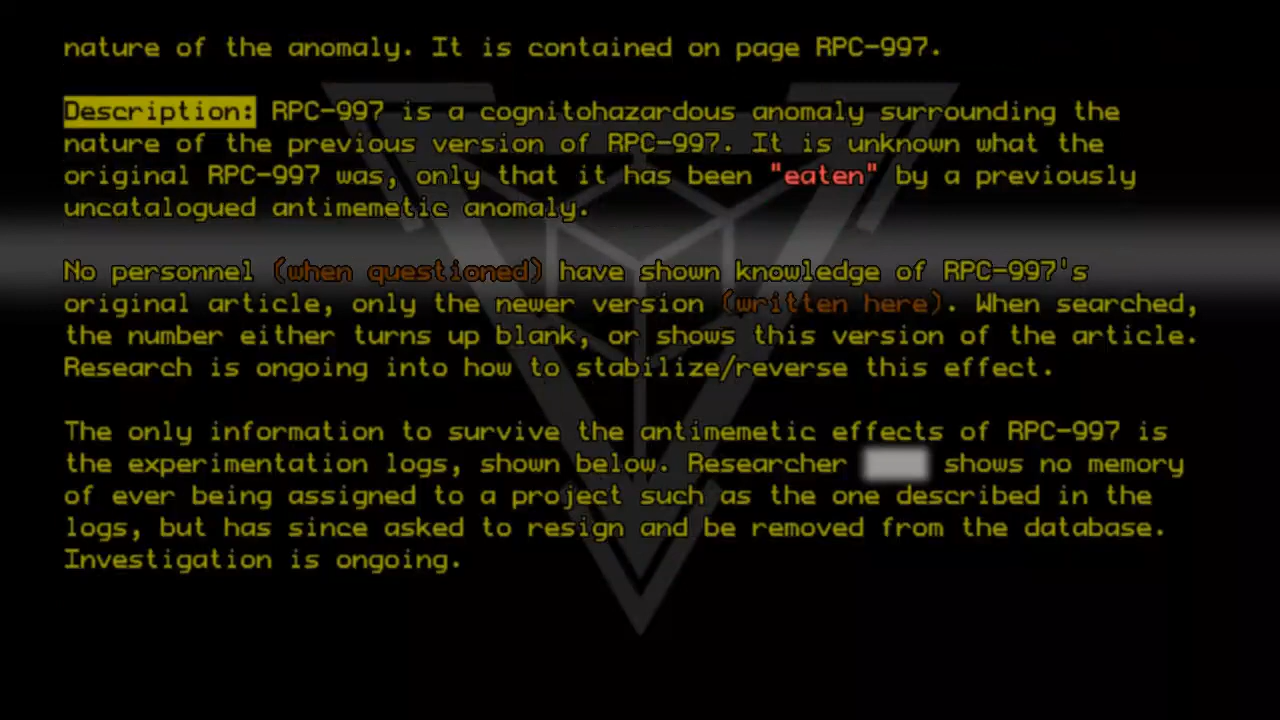 nature of the anomaly. It is contained on page RPC-997.
Description: RPC-997 is a cognitohazardous anomaly surrounding the
nature of the previous version of RPC-997. It is unknown what the
original RPC-997 was, only that it has been "eaten" by a previously
uncatalogued antimemetic anomaly.
No personnel (when questioned) have shown knowledge of RPC-997's
original article, only the newer version (written here). When searched,
the number either turns up blank, or shows this version of the article.
Research is ongoing into how to stabilize/reverse this effect.
The only information to survive the antimemetic effects of RPC-997 is
the experimentation logs, shown below. Researcher shows no memory
of ever being assigned to a project such as the one described in the
logs, but has since asked to resign and be removed from the database.
Investigation is ongoing.